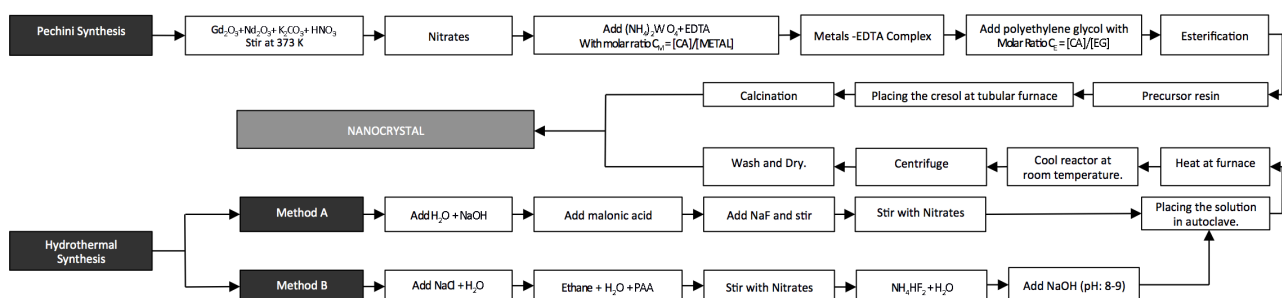 Pechini Synthesis
Gd₂O₃+Nd₂O₃+K₂CO₃+HNO₃
Stir at 373 K
Nitrates
Add (NH₄)₂WO₄+EDTA
With molar ratio C_M=[CA]/[METAL]
Metals -EDTA Complex
Add polyethylene glycol with
Molar Ratio C_E=[CA]/[EG]
Esterification
Precursor resin
Placing the cresol at tubular furnace
Calcination
NANOCRYSTAL
Wash and Dry.
Centrifuge
Cool reactor at
room temperature.
Heat at furnace
Hydrothermal
Synthesis
Method A
Add H₂O +NaOH
Add malonic acid
Add NaF and stir
Stir with Nitrates
Placing the solution
in autoclave.
Method B
Add NaCl + H₂O
Ethane + H₂O + PAA
Stir with Nitrates
NH₄HF₂ + H₂O
Add NaOH (pH: 8-9)